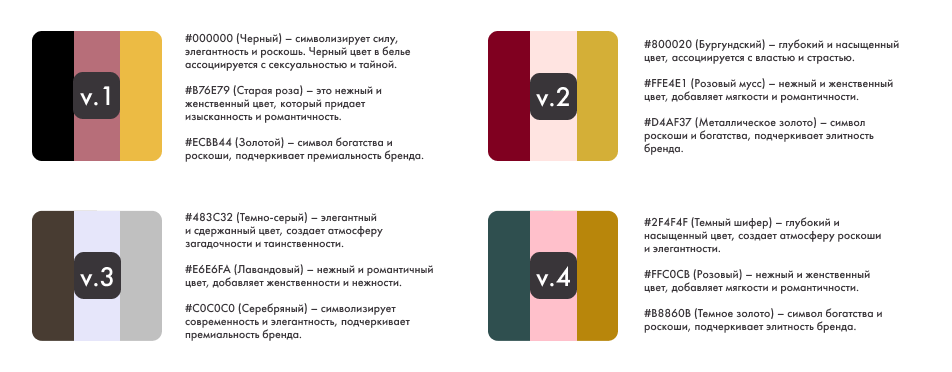 v.1
#000000 (Черный) – символизирует силу,
элегантность и роскошь. Черный цвет в белье
ассоциируется с сексуальностью и тайной.
#B76E79 (Старая роза) – это нежный и
женственный цвет, который придает
изысканность и романтичность.
#ECBB44 (Золотой) – символ богатства и
роскоши, подчеркивает премиальность бренда.
v.2
#800020 (Бургундский) – глубокий и насыщенный
цвет, ассоциируется с властью и страстью.
#FFE4E1 (Розовый мусс) – нежный и женственный
цвет, добавляет мягкости и романтичности.
#D4AF37 (Металлическое золото) – символ
роскоши и богатства, подчеркивает элитность
бренда.
v.3
#483C32 (Темно-серый) – элегантный
и сдержанный цвет, создает атмосферу
загадочности и таинственности.
#E6E6FA (Лавандовый) – нежный и романтичный
цвет, добавляет женственности и нежности.
#C0C0C0 (Серебряный) – символизирует
современность и элегантность, подчеркивает
премиальность бренда.
v.4
#2F4F4F (Темный шифер) – глубокий и
насыщенный цвет, создает атмосферу роскоши
и элегантности.
#FFC0CB (Розовый) – нежный и женственный
цвет, добавляет мягкости и романтичности.
#B8860B (Темное золото) – символ богатства и
роскоши, подчеркивает элитность бренда.